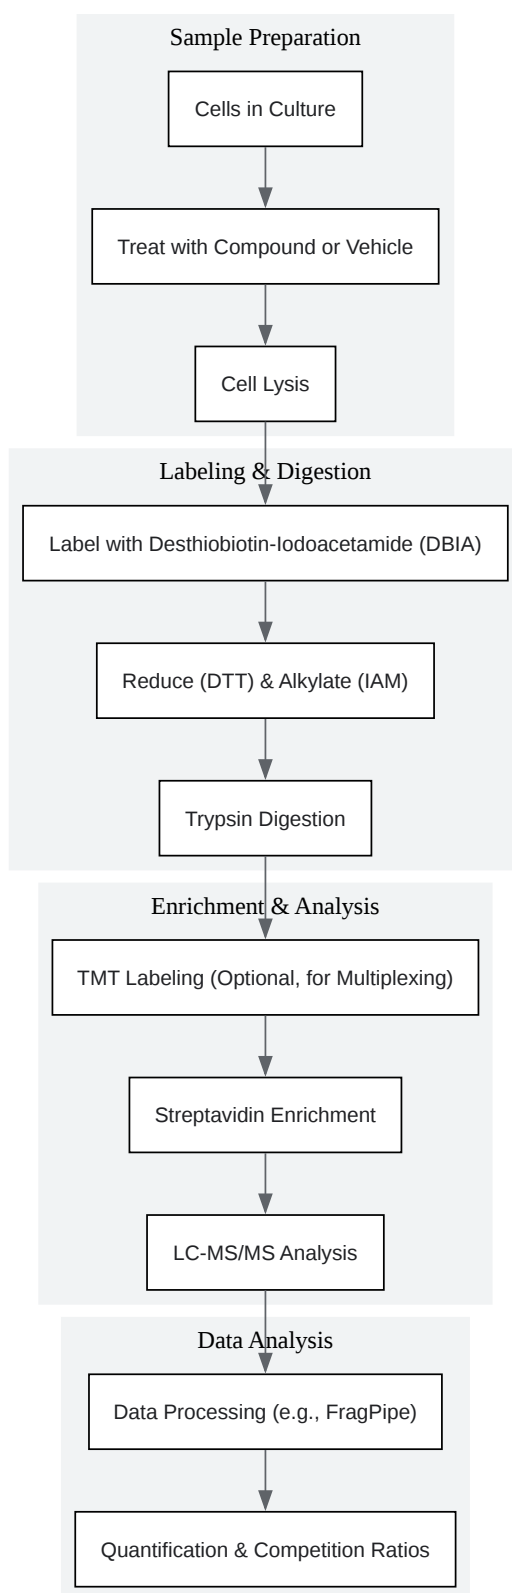 Sample Preparation
Cells in Culture
Treat with Compound or Vehicle
Cell Lysis
Labeling & Digestion
Label with Desthiobiotin-Iodoacetamide (DBIA)
Reduce (DTT) & Alkylate (IAM)
Trypsin Digestion
Enrichment & Analysis
TMT Labeling (Optional, for Multiplexing)
Streptavidin Enrichment
LC-MS/MS Analysis
Data Analysis
Data Processing (e.g., FragPipe)
Quantification & Competition Ratios